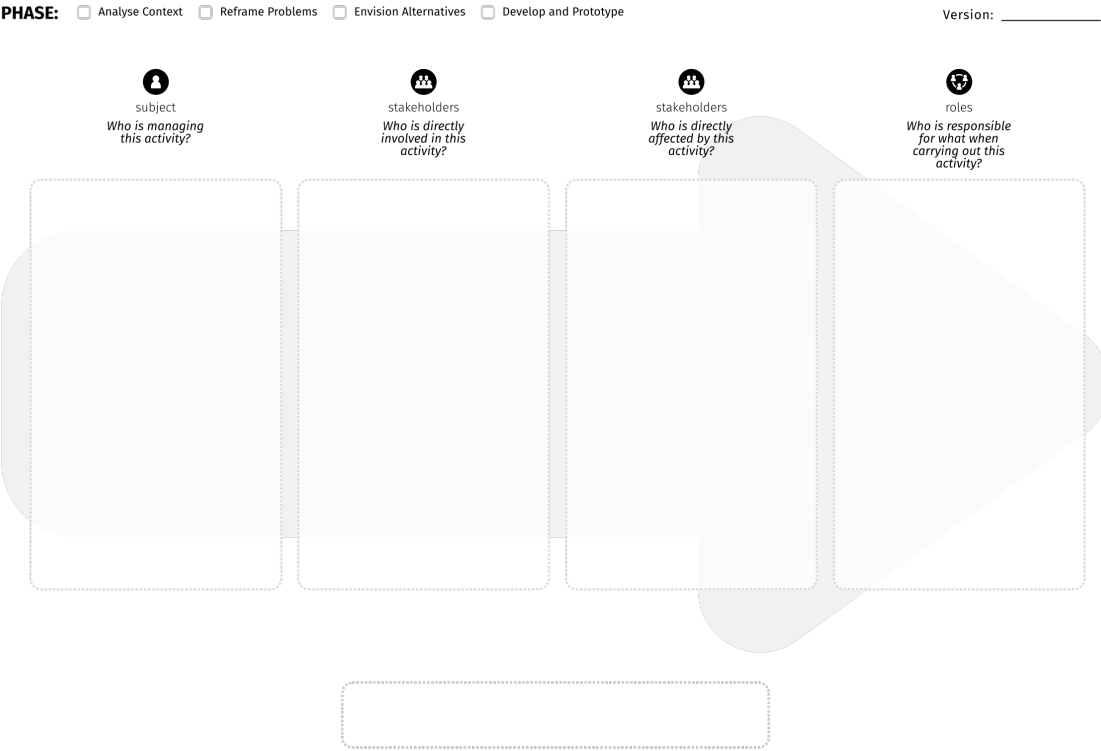 PHASE: Analyse Context Reframe Problems Envision Alternatives Develop and Prototype Version:
subject
Who is managing
this activity?
stakeholders
Who is directly
involved in this
activity?
stakeholders
Who is directly
affected by this
activity?
roles
Who is responsible
for what when
carrying out this
activity?